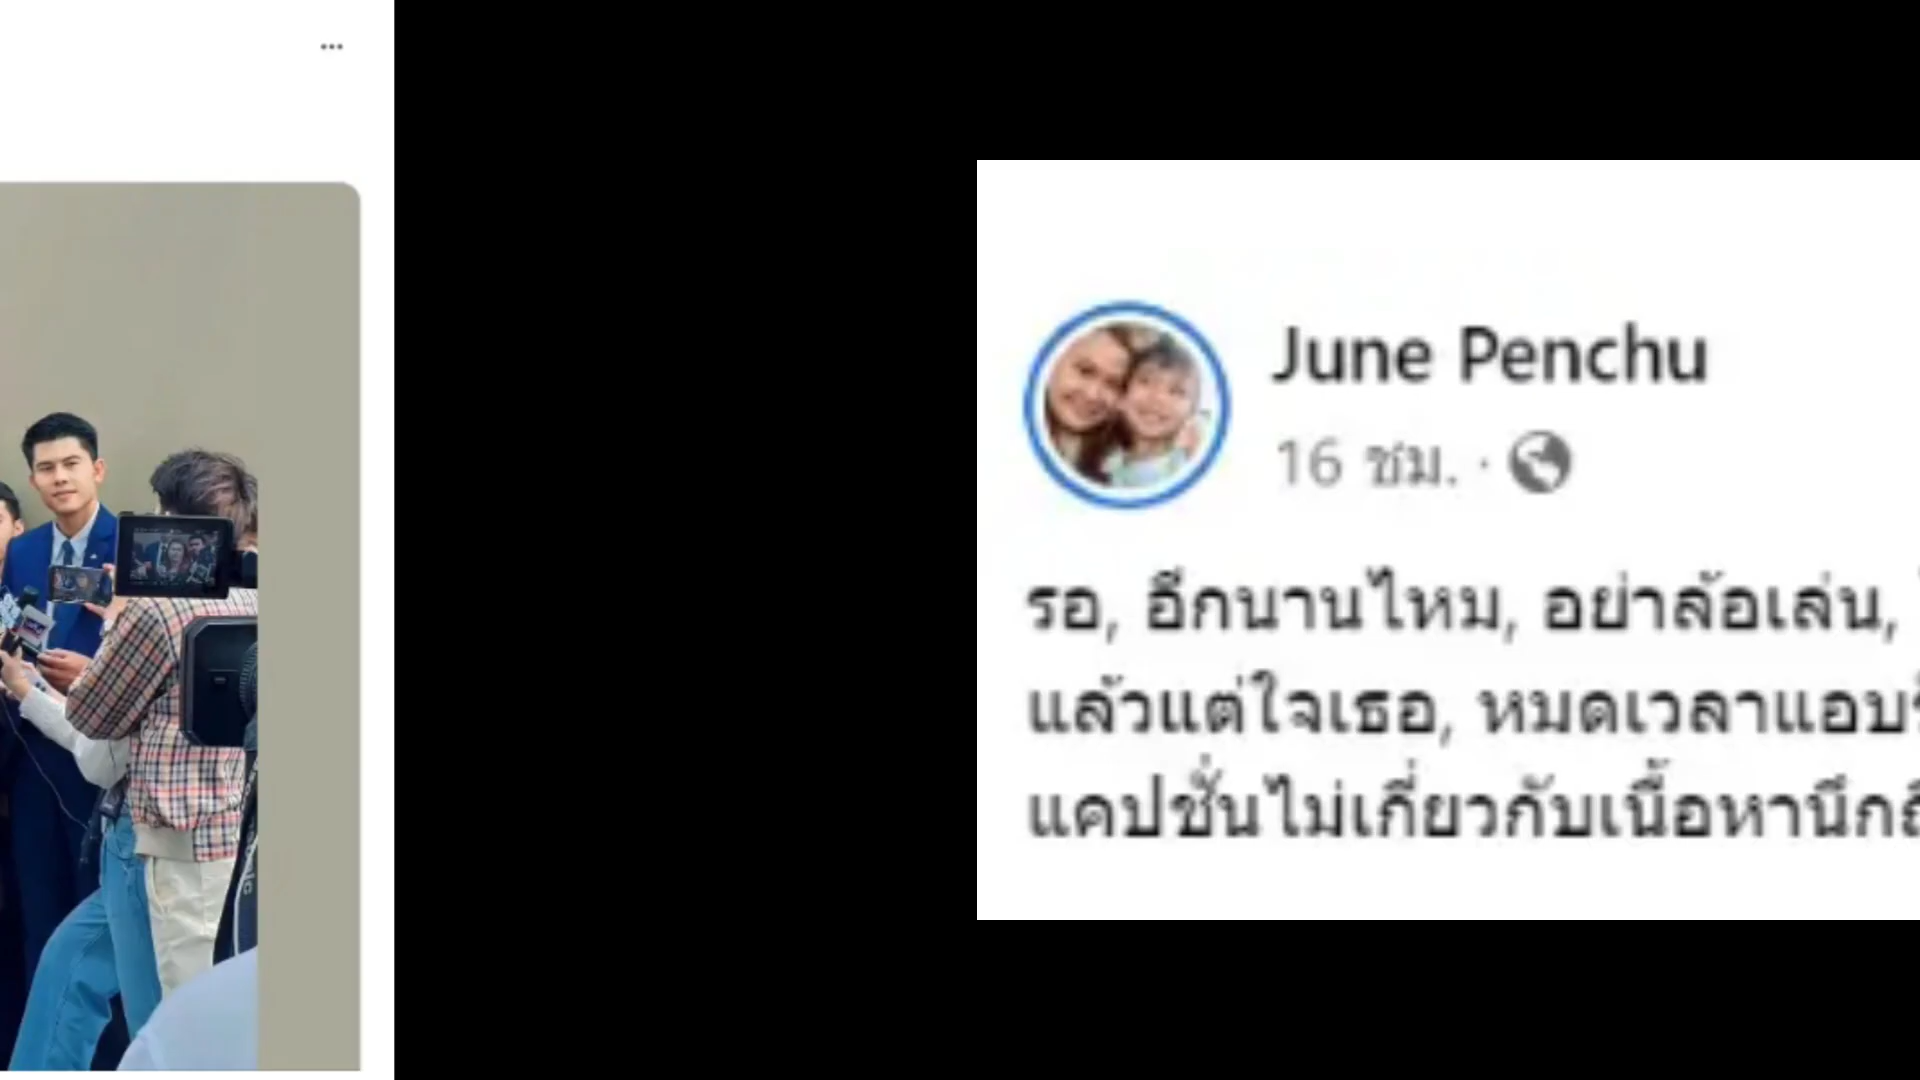 June Penchu
16 ชม. ·
รอ, อีกนานไหม, อย่าล้อเล่น,
แล้วแต่ใจเธอ, หมดเวลาแอบ
แคปชั่นไม่เกี่ยวกับเนื้อหานึก